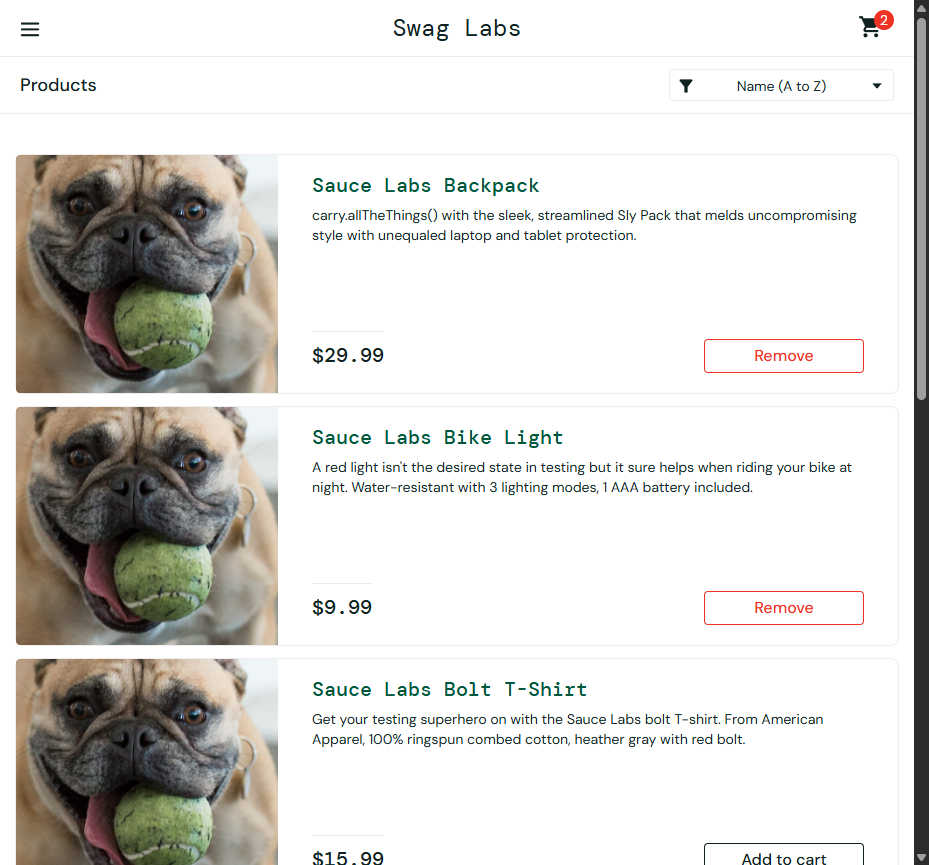 Swag Labs
2
Products
Name (A to Z)
Sauce Labs Backpack
carry.allTheThings() with the sleek, streamlined Sly Pack that melds uncompromising
style with unequaled laptop and tablet protection.
$29.99
Remove
Sauce Labs Bike Light
A red light isn't the desired state in testing but it sure helps when riding your bike at
night. Water-resistant with 3 lighting modes, 1 AAA battery included.
$9.99
Remove
Sauce Labs Bolt T-Shirt
Get your testing superhero on with the Sauce Labs bolt T-shirt. From American
Apparel, 100% ringspun combed cotton, heather gray with red bolt.
$15.99
Add to cart